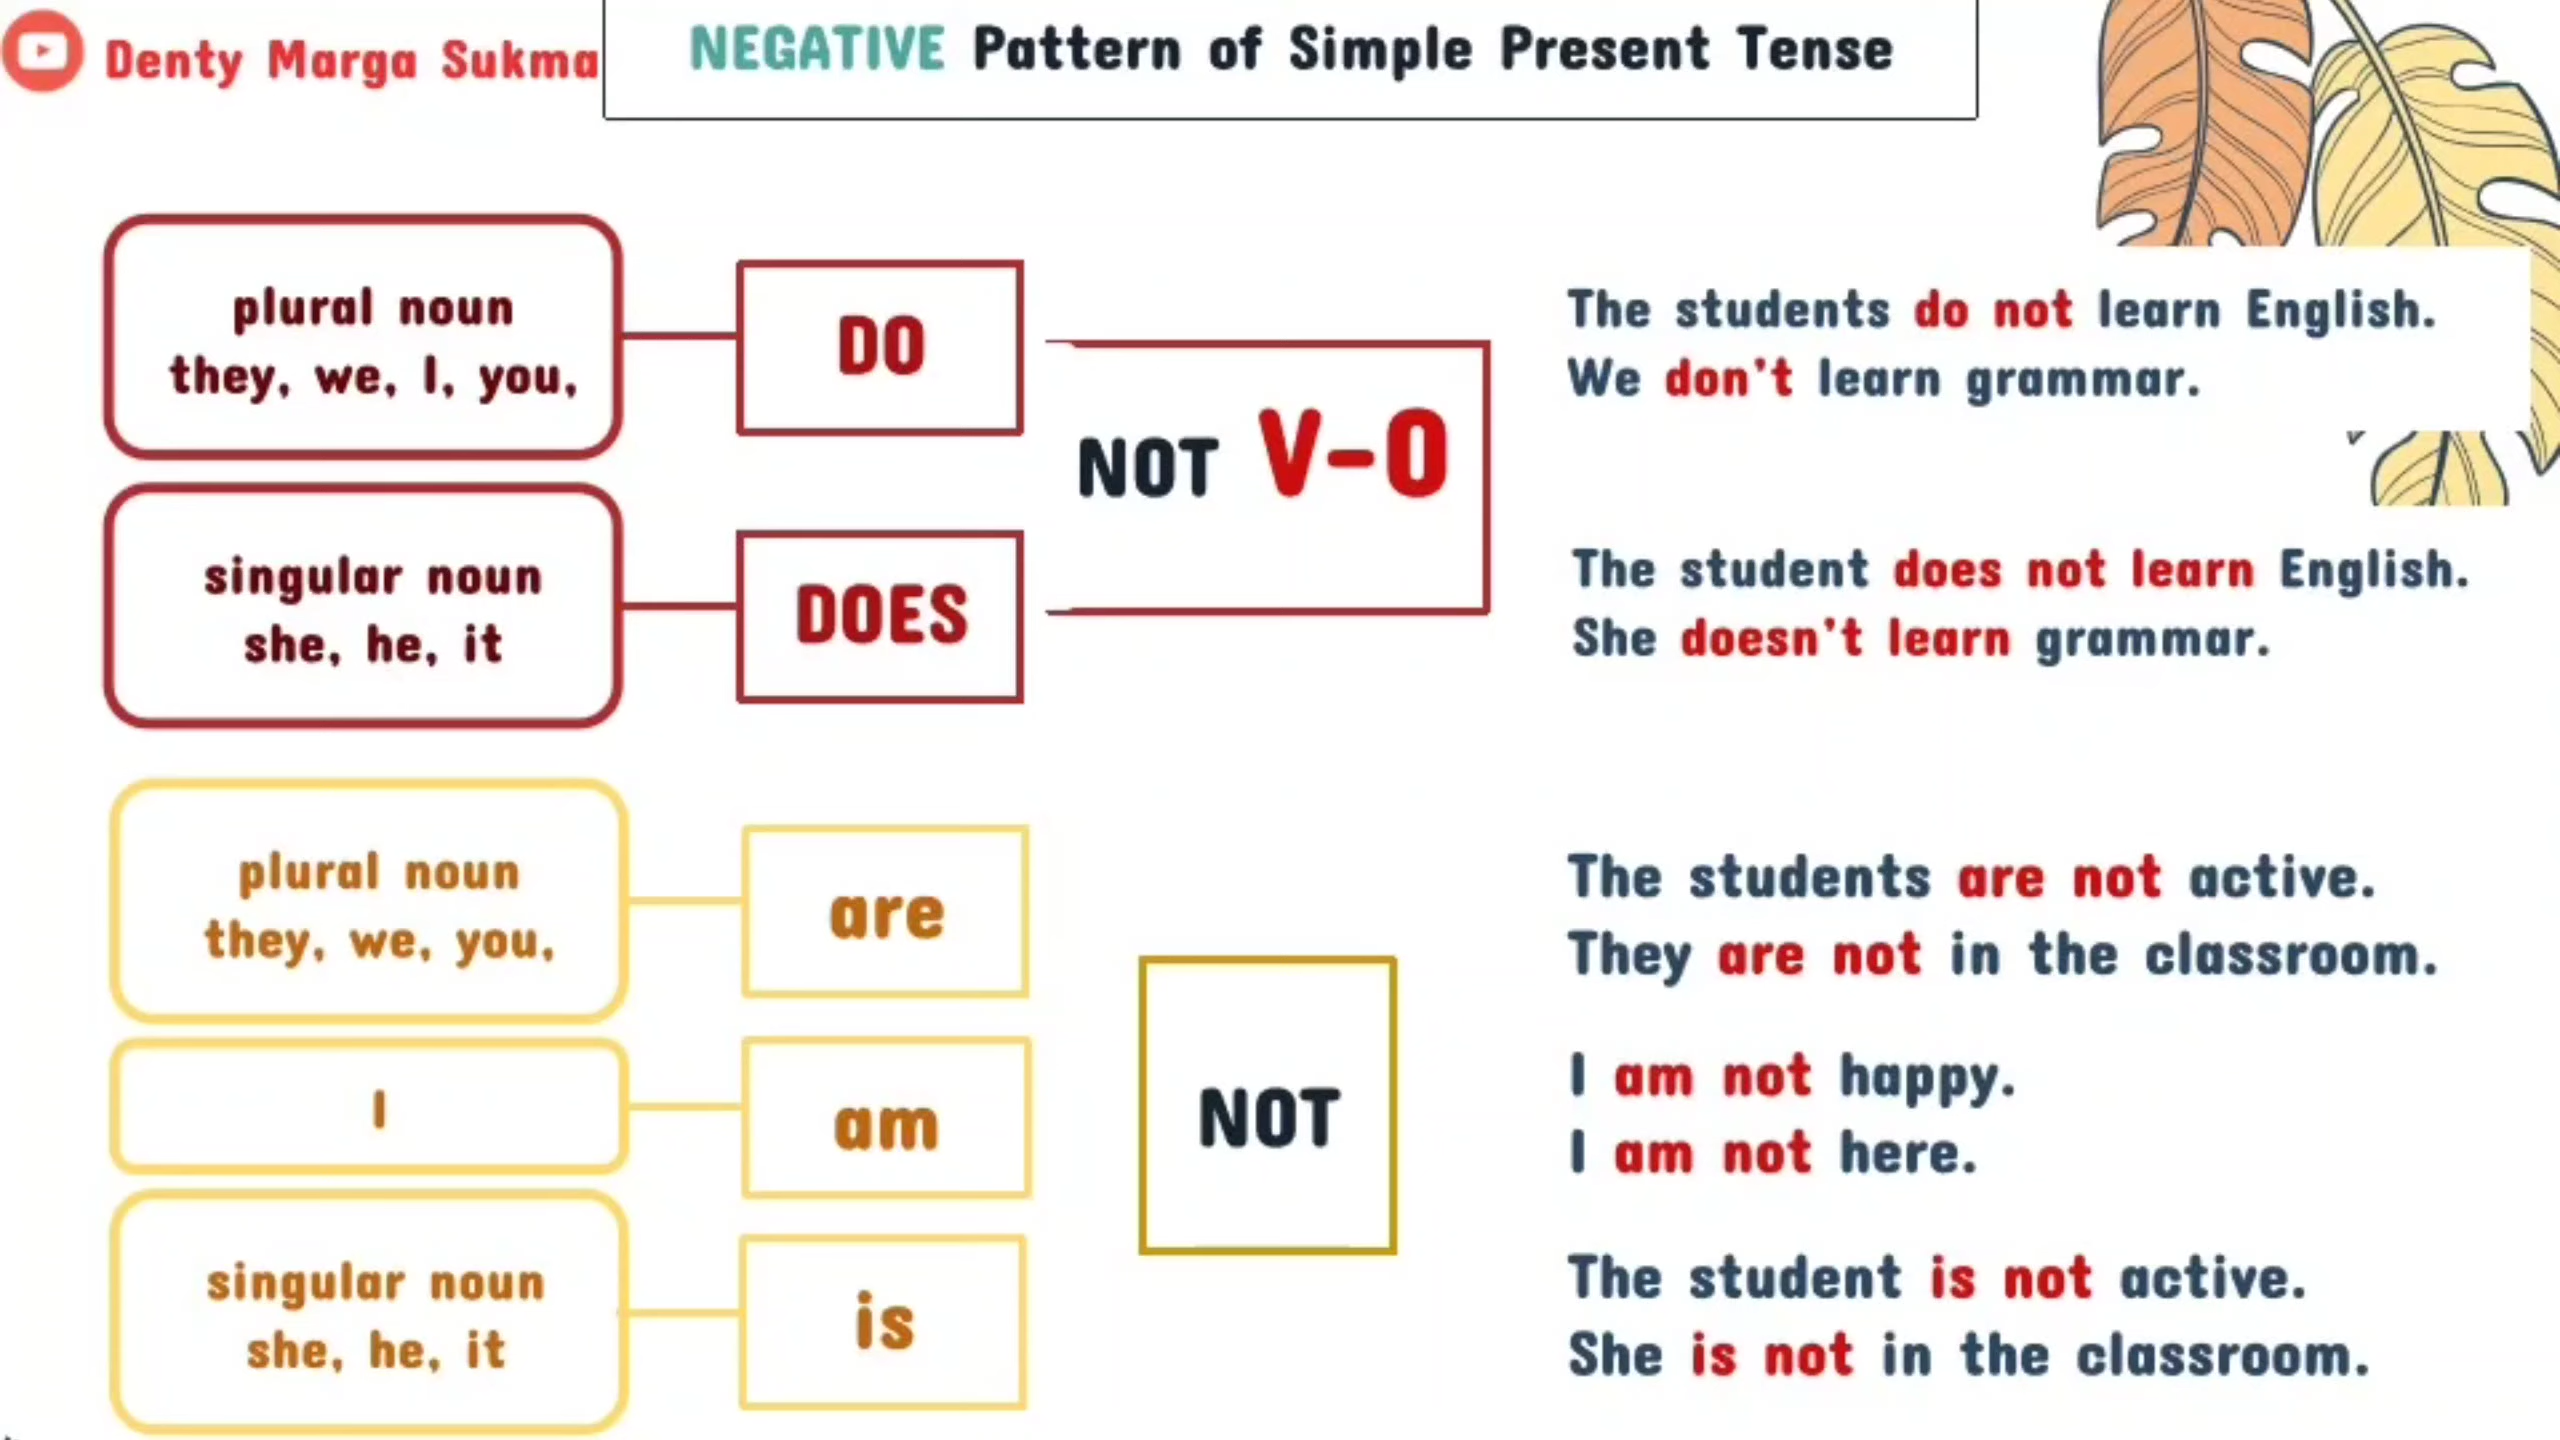 Denty Marga Sukma
NEGATIVE Pattern of Simple Present Tense
plural noun
they, we, I, you,
DO
singular noun
she, he, it
DOES
NOT V-O
The students do not learn English.
We don't learn grammar.
The student does not learn English.
She doesn't learn grammar.
plural noun
they, we, you,
are
I
am
singular noun
she, he, it
is
NOT
The students are not active.
They are not in the classroom.
I am not happy.
I am not here.
The student is not active.
She is not in the classroom.